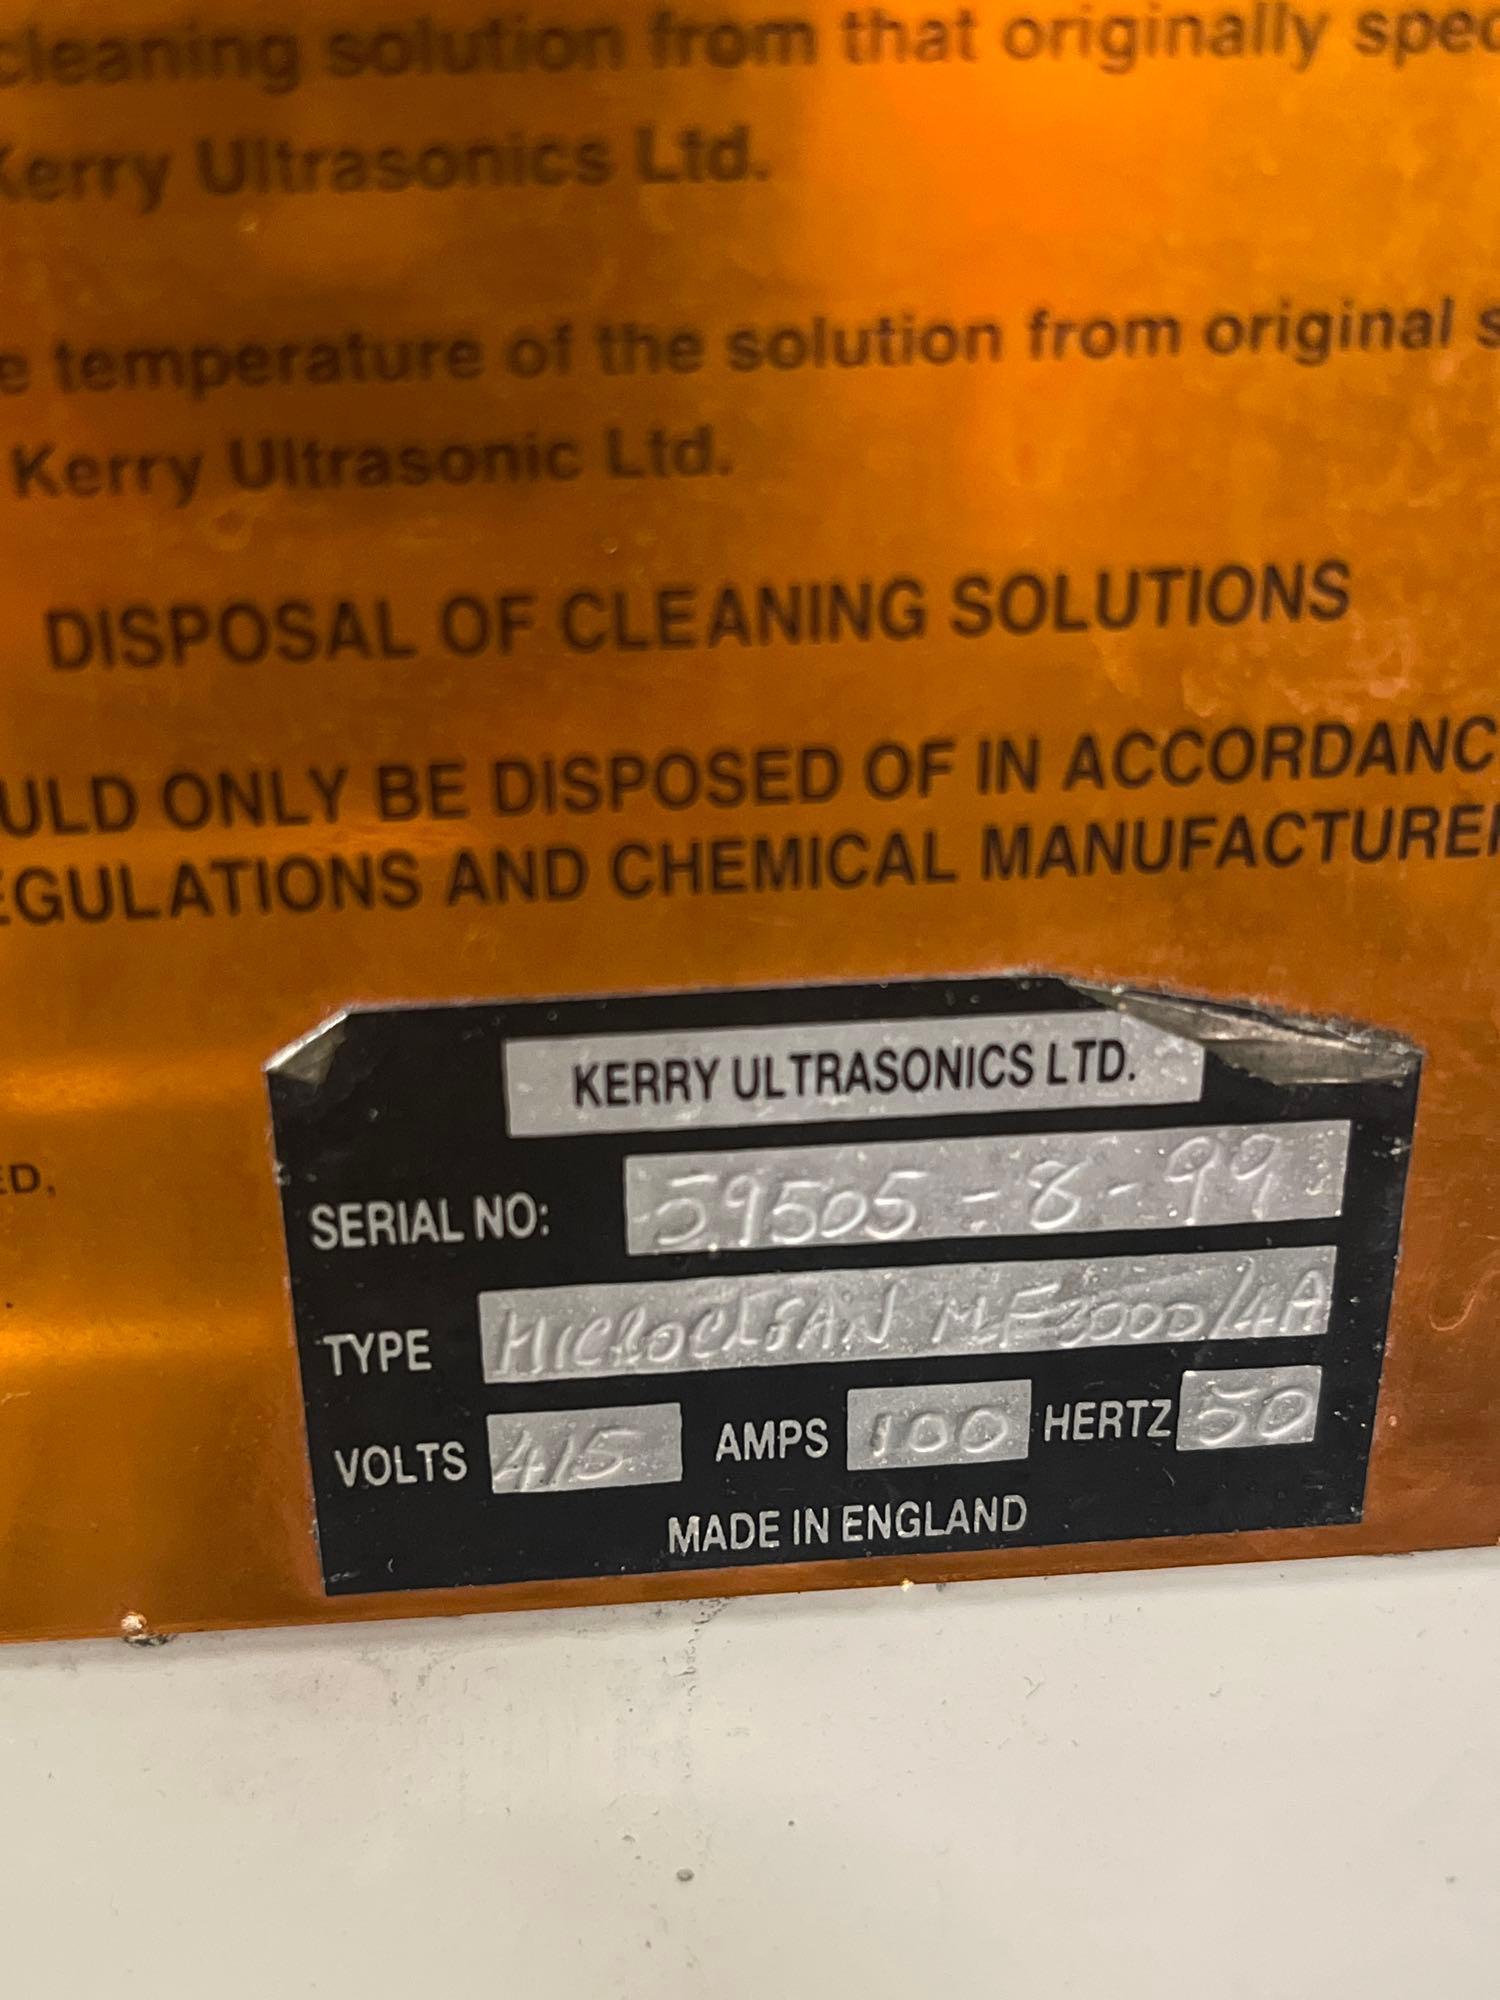 cleaning solution from that originally spec
Kerry Ultrasonics Ltd.
e temperature of the solution from original s
Kerry Ultrasonic Ltd.
DISPOSAL OF CLEANING SOLUTIONS
ULD ONLY BE DISPOSED OF IN ACCORDANC
EGULATIONS AND CHEMICAL MANUFACTURER
ED,
KERRY ULTRASONICS LTD.
SERIAL NO: 59505-8-99
TYPE MICROCLEAN MF3000/4A
VOLTS 415 AMPS 100 HERTZ 50
MADE IN ENGLAND